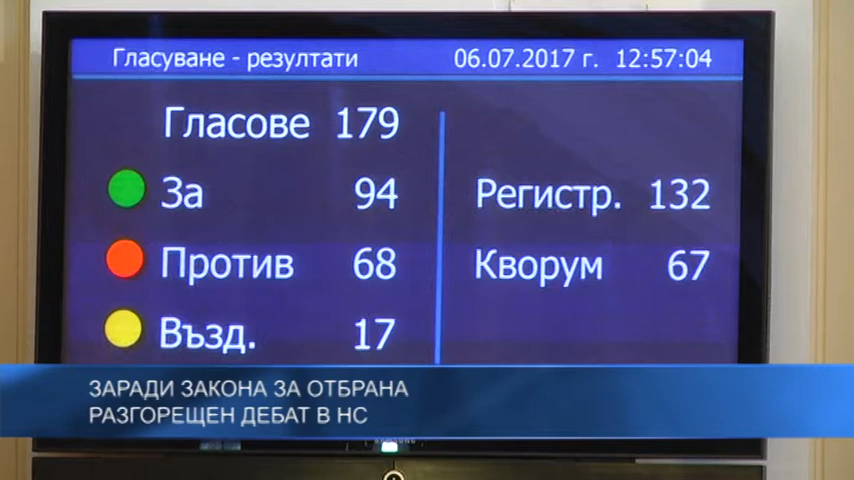 Гласуване - резултати 06.07.2017 г. 12:57:04
Гласове 179
За 94
Против 68
Възд. 17
Регистр. 132
Кворум 67
ЗАРАДИ ЗАКОНА ЗА ОТБРАНА
РАЗГОРЕЩЕН ДЕБАТ В НС
SAMSUNG